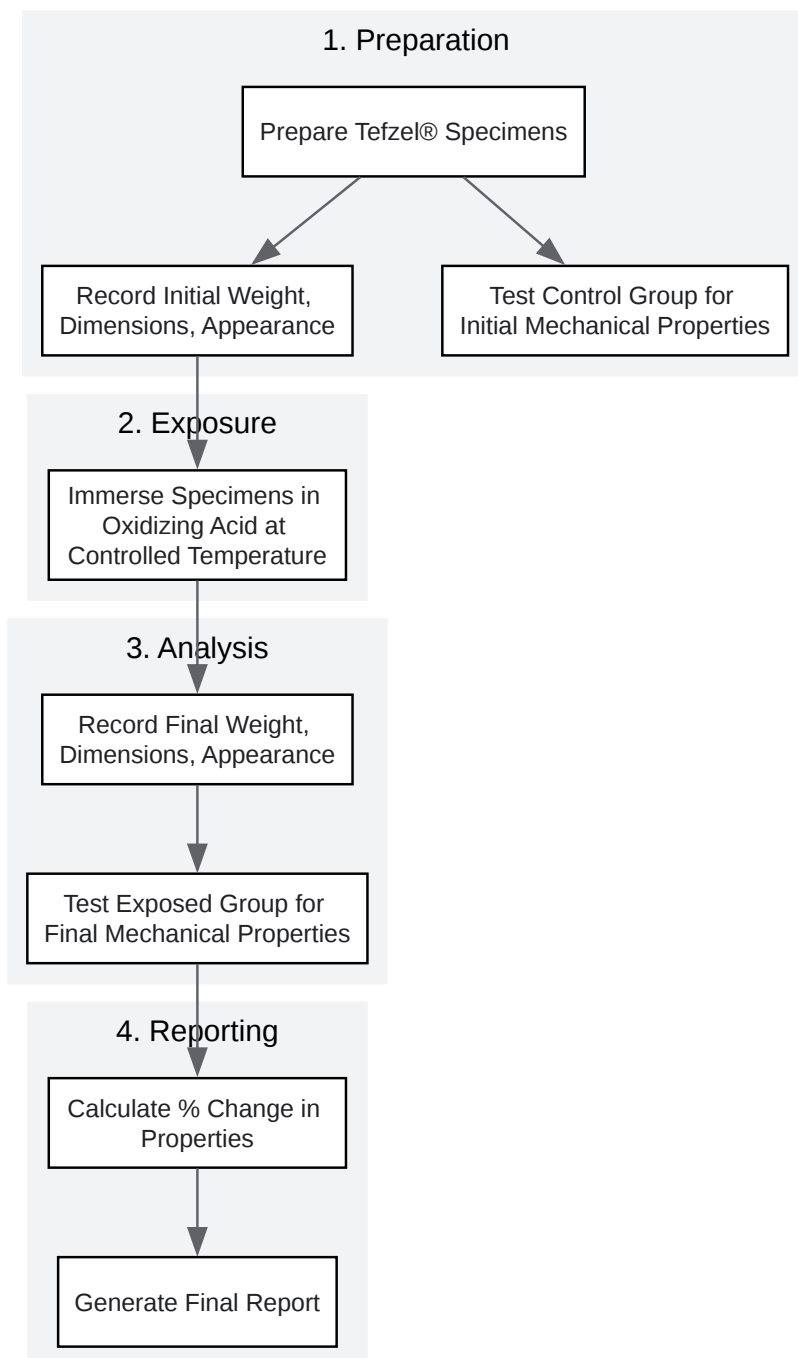 1. Preparation
Prepare Tefzel® Specimens
Record Initial Weight,
Dimensions, Appearance
Test Control Group for
Initial Mechanical Properties
2. Exposure
Immerse Specimens in
Oxidizing Acid at
Controlled Temperature
3. Analysis
Record Final Weight,
Dimensions, Appearance
Test Exposed Group for
Final Mechanical Properties
4. Reporting
Calculate % Change in
Properties
Generate Final Report